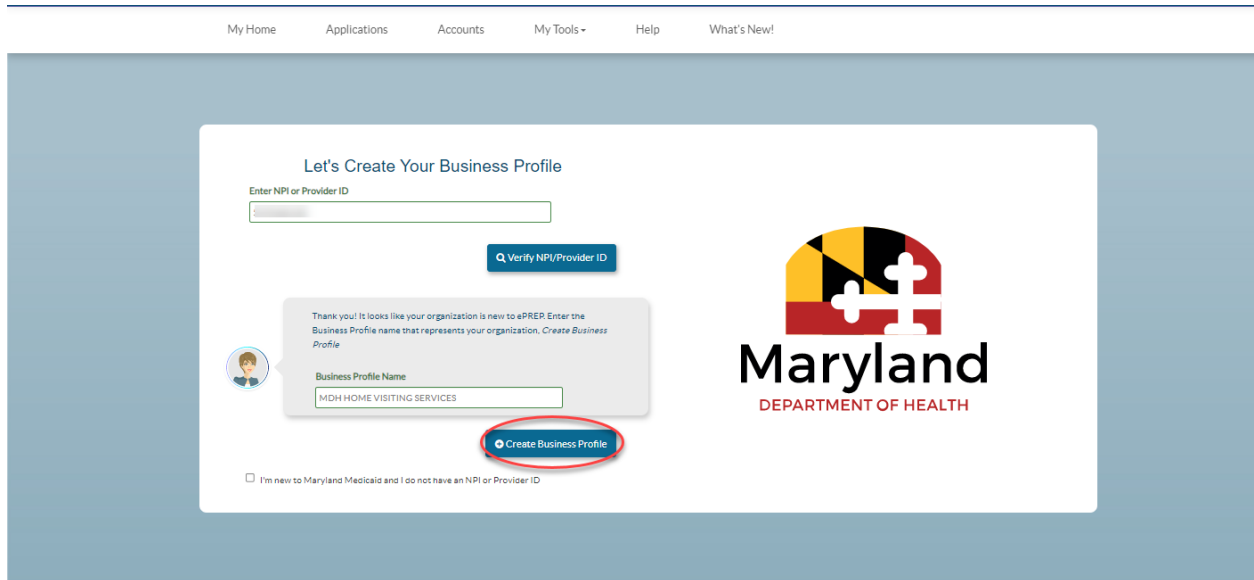 My Home Applications Accounts My Tools Help What's New!
Let's Create Your Business Profile
Enter NPI or Provider ID
Verify NPI/Provider ID
Thank you! It looks like your organization is new to ePREP. Enter the
Business Profile name that represents your organization, Create Business
Profile
Business Profile Name
MDH HOME VISITING SERVICES
Create Business Profile
I'm new to Maryland Medicaid and I do not have an NPI or Provider ID
Maryland
DEPARTMENT OF HEALTH